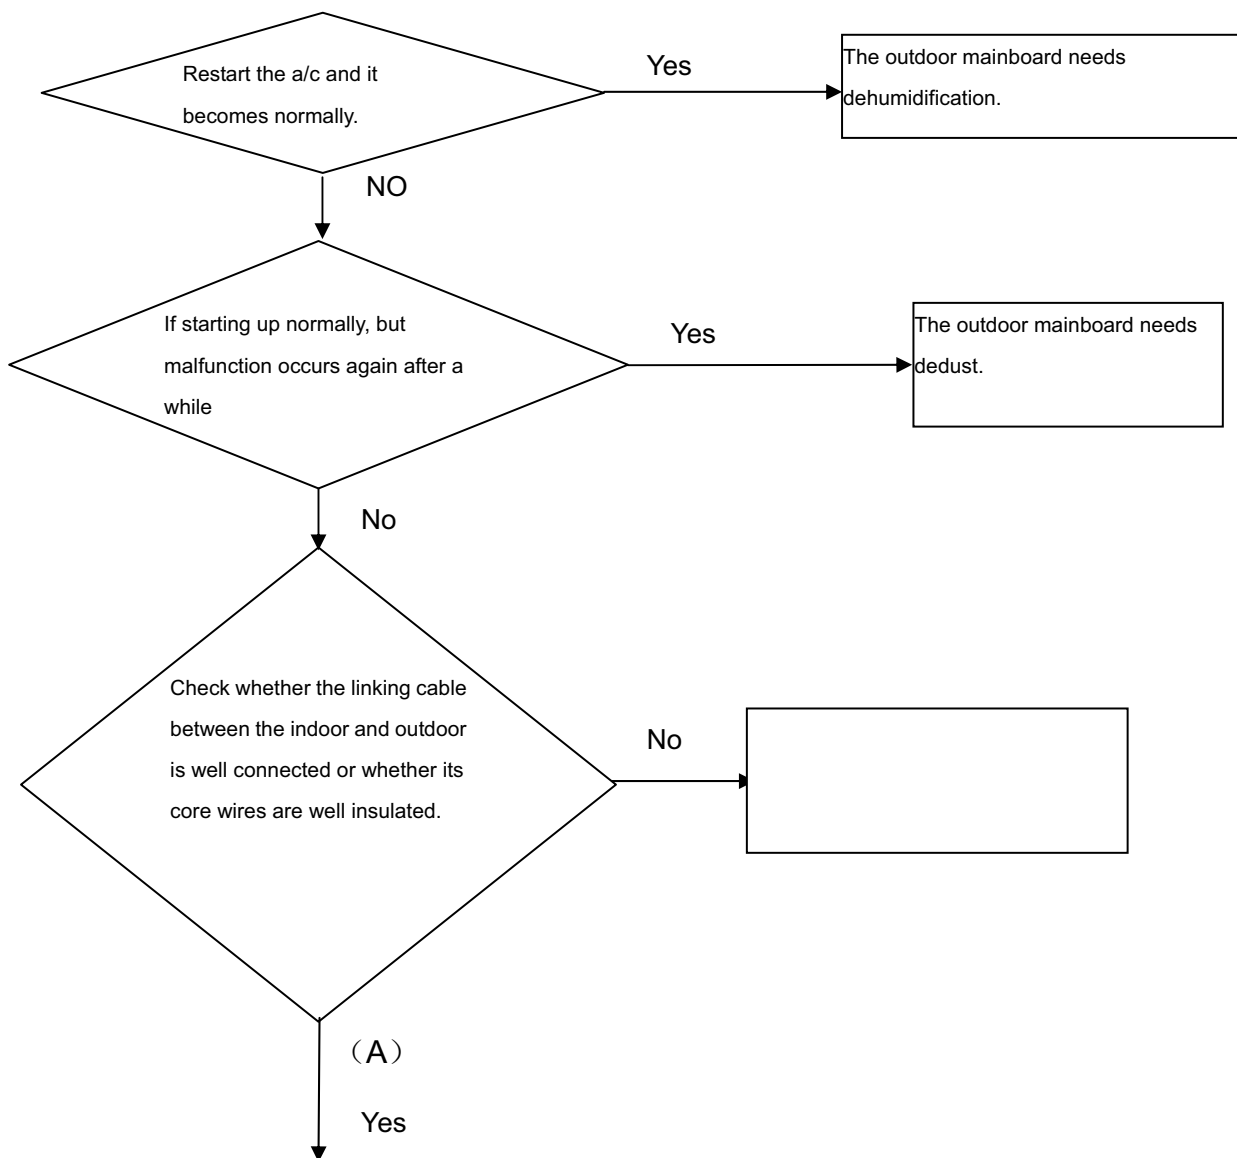 Restart the a/c and it
becomes normally.
Yes
The outdoor mainboard needs
dehumidification.
NO
If starting up normally, but
malfunction occurs again after a
while
Yes
The outdoor mainboard needs
dedust.
No
Check whether the linking cable
between the indoor and outdoor
is well connected or whether its
core wires are well insulated.
No
（A）
Yes